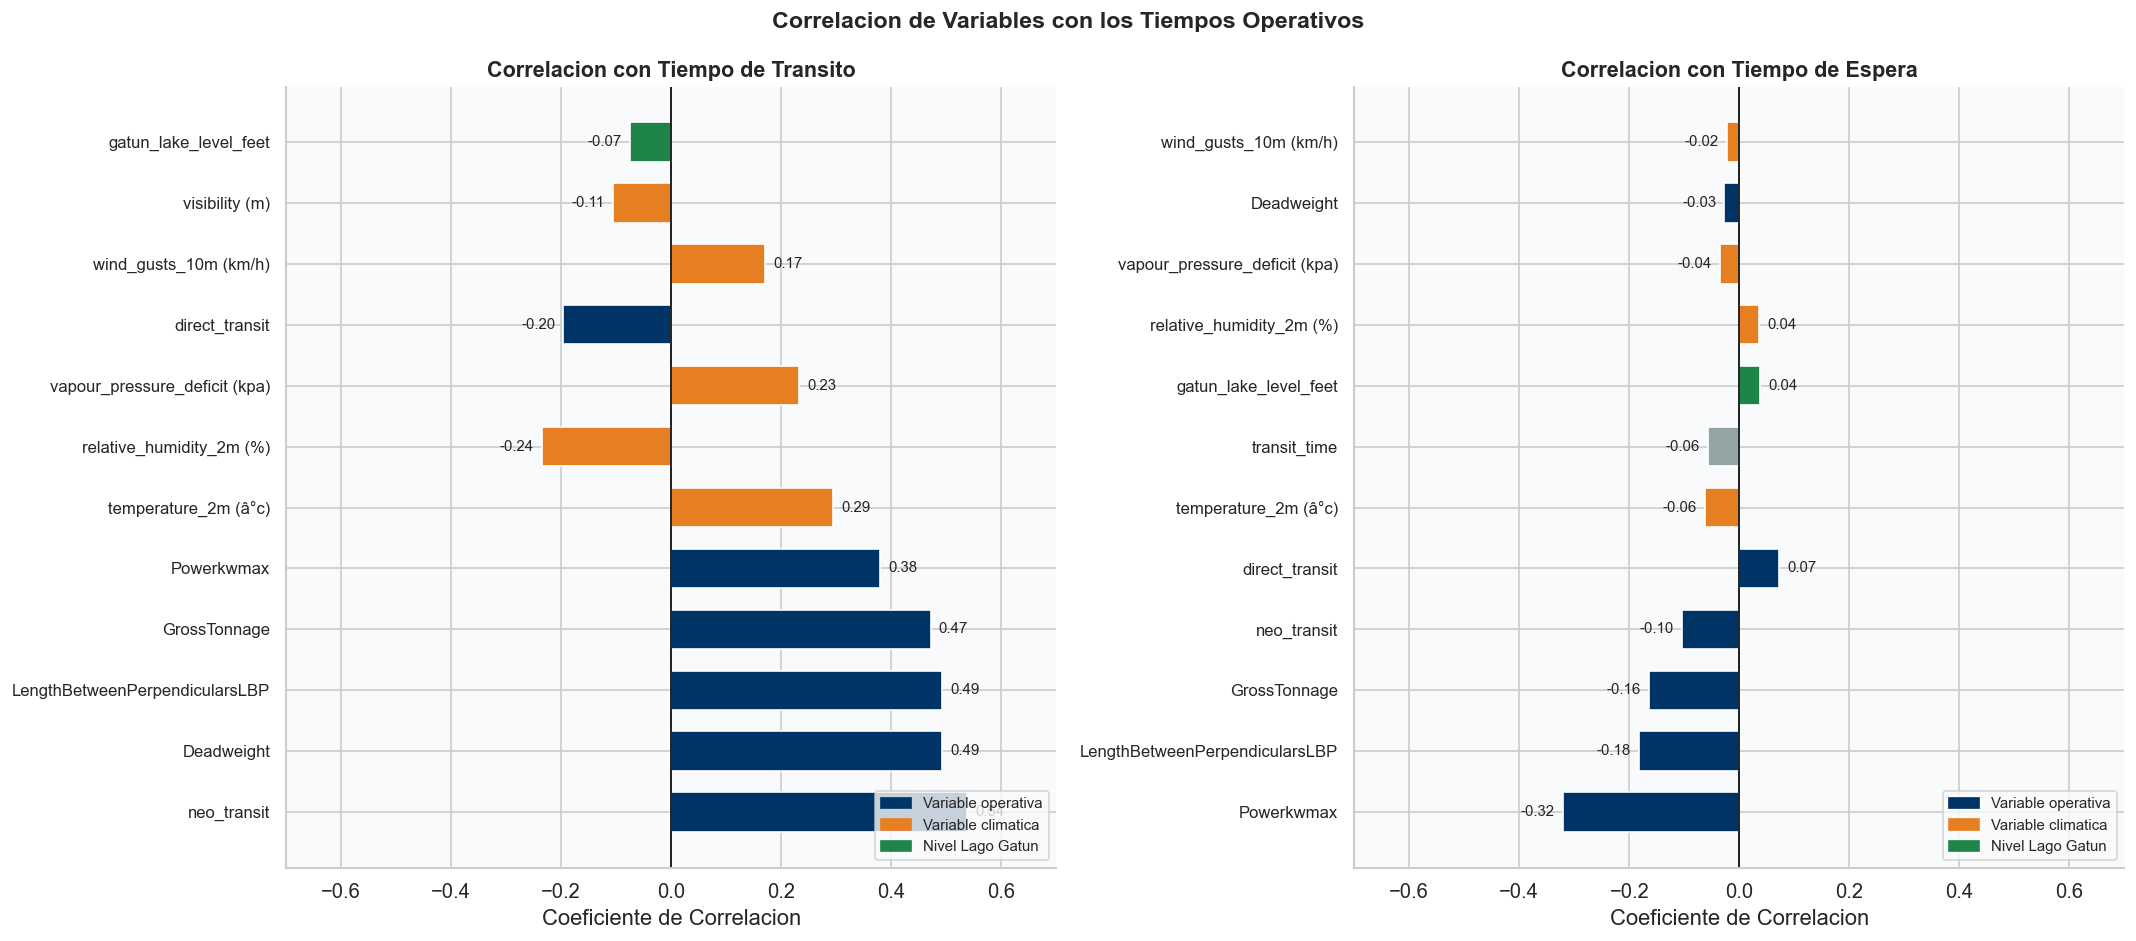 Correlacion de Variables con los Tiempos Operativos
Correlacion con Tiempo de Transito
gatun_lake_level_feet
-0.07
visibility (m)
-0.11
wind_gusts_10m (km/h)
0.17
direct_transit
-0.20
vapour_pressure_deficit (kpa)
0.23
relative_humidity_2m (%)
-0.24
temperature_2m (â°c)
0.29
Powerkwmax
0.38
GrossTonnage
0.47
LengthBetweenPerpendicularsLBP
0.49
Deadweight
0.49
neo_transit
0.54
Variable operativa
Variable climatica
Nivel Lago Gatun
−0.6 −0.4 −0.2 0.0 0.2 0.4 0.6
Coeficiente de Correlacion
Correlacion con Tiempo de Espera
wind_gusts_10m (km/h)
-0.02
Deadweight
-0.03
vapour_pressure_deficit (kpa)
-0.04
relative_humidity_2m (%)
0.04
gatun_lake_level_feet
0.04
transit_time
-0.06
temperature_2m (â°c)
-0.06
direct_transit
0.07
neo_transit
-0.10
GrossTonnage
-0.16
LengthBetweenPerpendicularsLBP
-0.18
Powerkwmax
-0.32
Variable operativa
Variable climatica
Nivel Lago Gatun
−0.6 −0.4 −0.2 0.0 0.2 0.4 0.6
Coeficiente de Correlacion